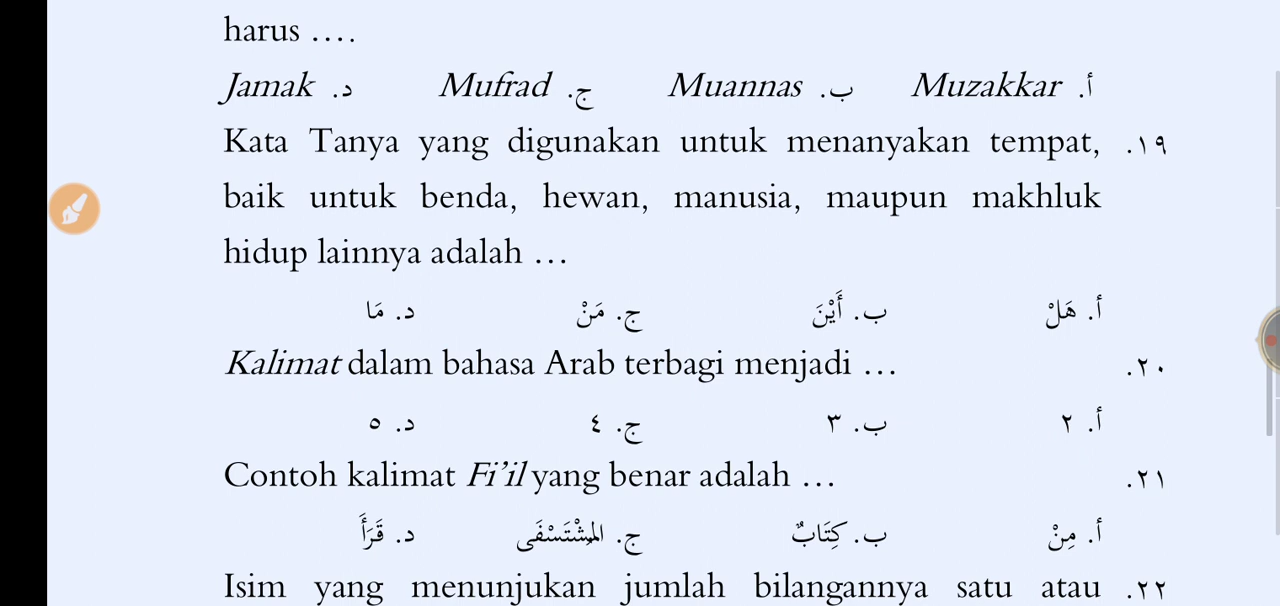 harus ….
أ. Muzakkar ب. Muannas ج. Mufrad د. Jamak
١٩. Kata Tanya yang digunakan untuk menanyakan tempat,
baik untuk benda, hewan, manusia, maupun makhluk
hidup lainnya adalah …
أ. هَلْ ب. أَيْنَ ج. مَنْ د. مَا
٢٠. Kalimat dalam bahasa Arab terbagi menjadi …
أ. ٢ ب. ٣ ج. ٤ د. ٥
٢١. Contoh kalimat Fi’il yang benar adalah …
أ. مِنْ ب. كِتَابٌ ج. المُشْتَسْفَى د. قَرَأَ
٢٢. Isim yang menunjukan jumlah bilangannya satu atau